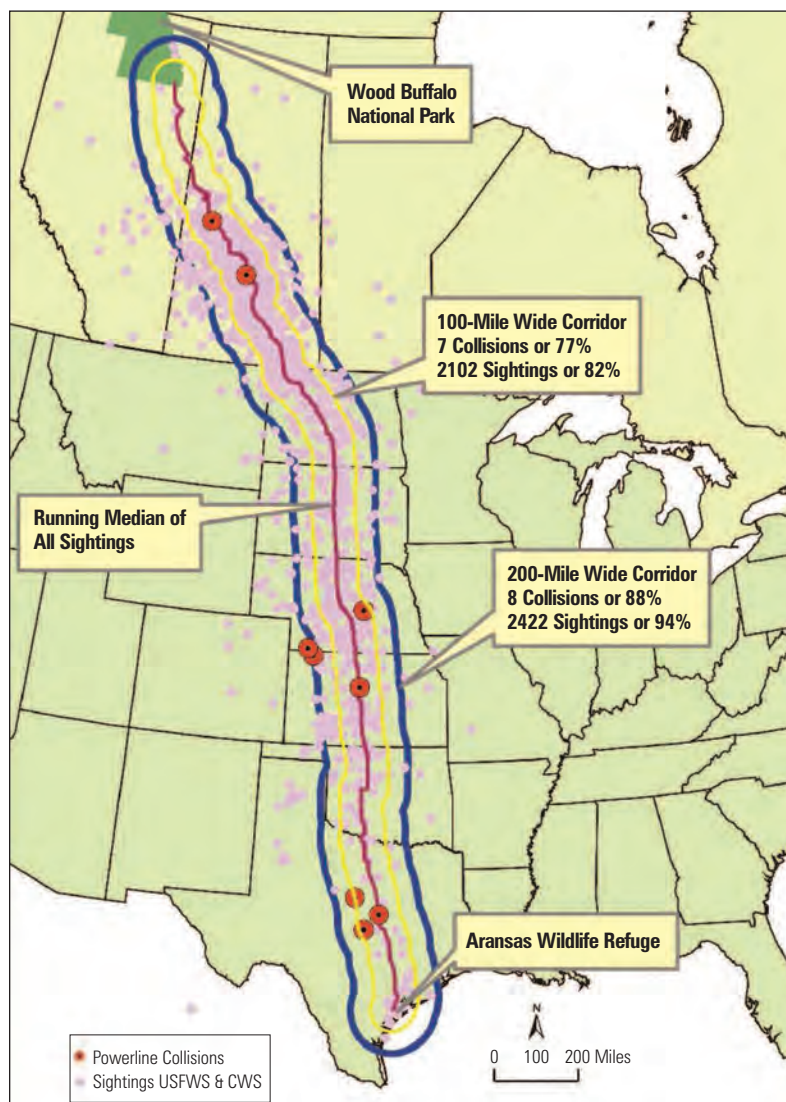 Wood Buffalo
National Park
100-Mile Wide Corridor
7 Collisions or 77%
2102 Sightings or 82%
Running Median of
All Sightings
200-Mile Wide Corridor
8 Collisions or 88%
2422 Sightings or 94%
Aransas Wildlife Refuge
N
0 100 200 Miles
Powerline Collisions
Sightings USFWS & CWS